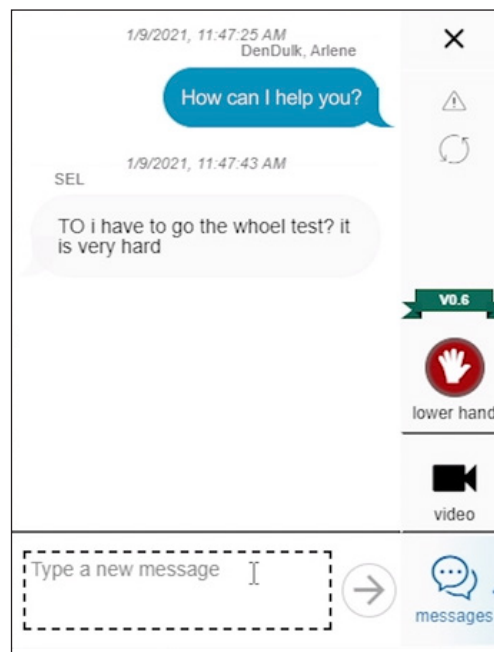 1/9/2021, 11:47:25 AM
DenDulk, Arlene
How can I help you?
1/9/2021, 11:47:43 AM
SEL
TO i have to go the whoel test? it
is very hard
V0.6
lower hand
video
Type a new message
messages